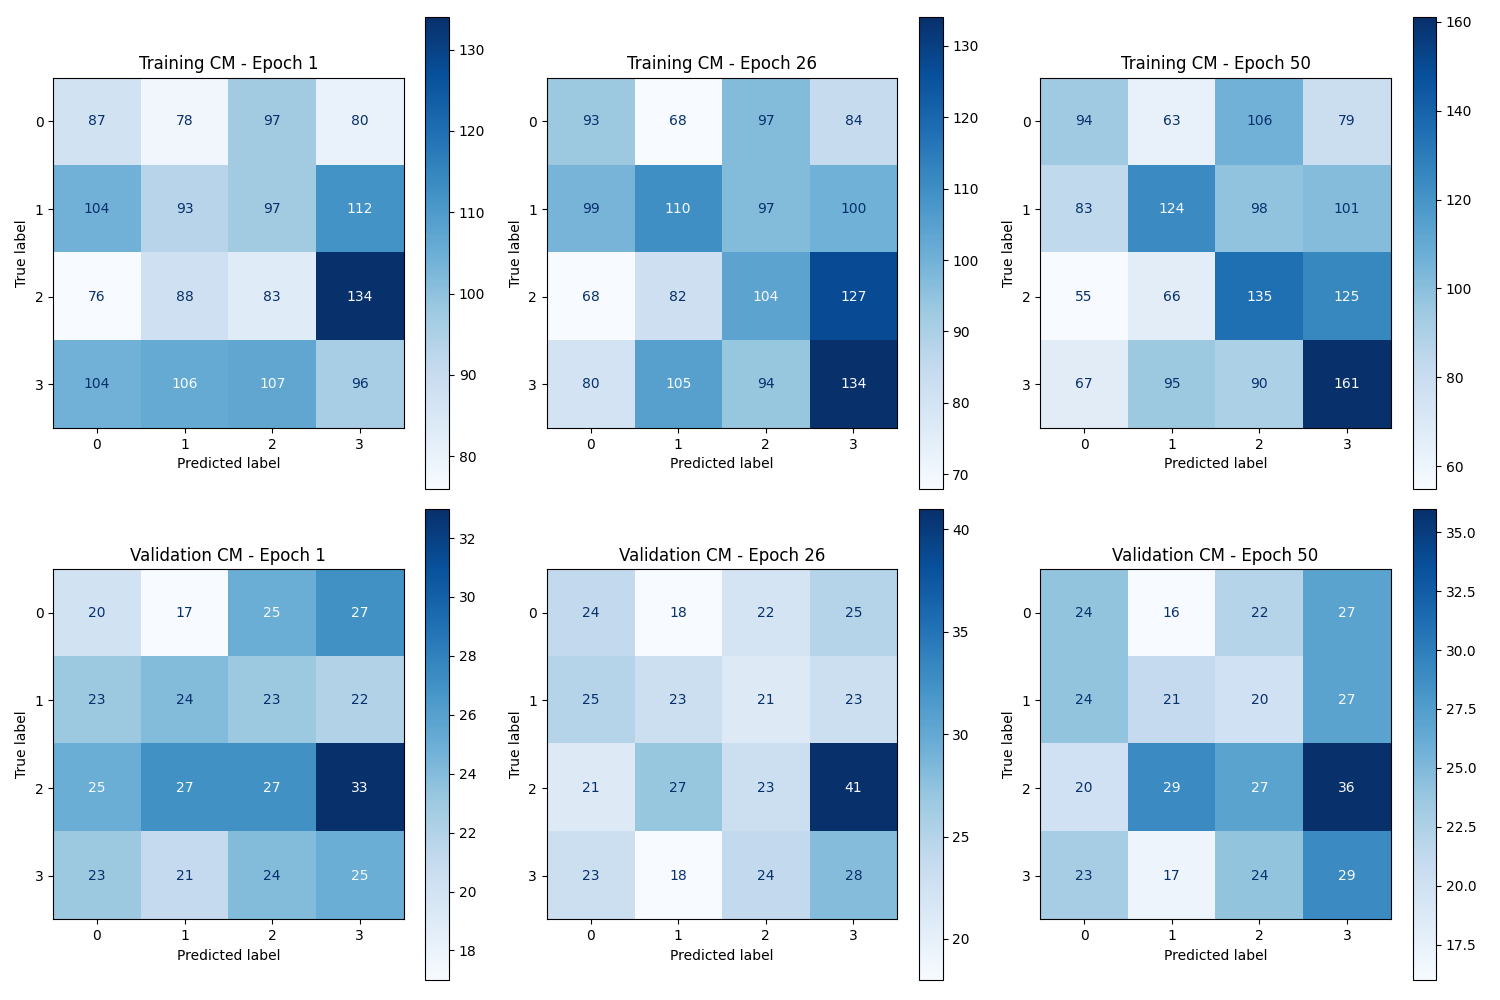 Training CM - Epoch 1
0 87 78 97 80
1 104 93 97 112
2 76 88 83 134
3 104 106 107 96
0 1 2 3
Predicted label
True label
130
120
110
100
90
80
Training CM - Epoch 26
0 93 68 97 84
1 99 110 97 100
2 68 82 104 127
3 80 105 94 134
0 1 2 3
Predicted label
True label
130
120
110
100
90
80
70
Training CM - Epoch 50
0 94 63 106 79
1 83 124 98 101
2 55 66 135 125
3 67 95 90 161
0 1 2 3
Predicted label
True label
160
140
120
100
80
60
Validation CM - Epoch 1
0 20 17 25 27
1 23 24 23 22
2 25 27 27 33
3 23 21 24 25
0 1 2 3
Predicted label
True label
32
30
28
26
24
22
20
18
Validation CM - Epoch 26
0 24 18 22 25
1 25 23 21 23
2 21 27 23 41
3 23 18 24 28
0 1 2 3
Predicted label
True label
40
35
30
25
20
Validation CM - Epoch 50
0 24 16 22 27
1 24 21 20 27
2 20 29 27 36
3 23 17 24 29
0 1 2 3
Predicted label
True label
35.0
32.5
30.0
27.5
25.0
22.5
20.0
17.5